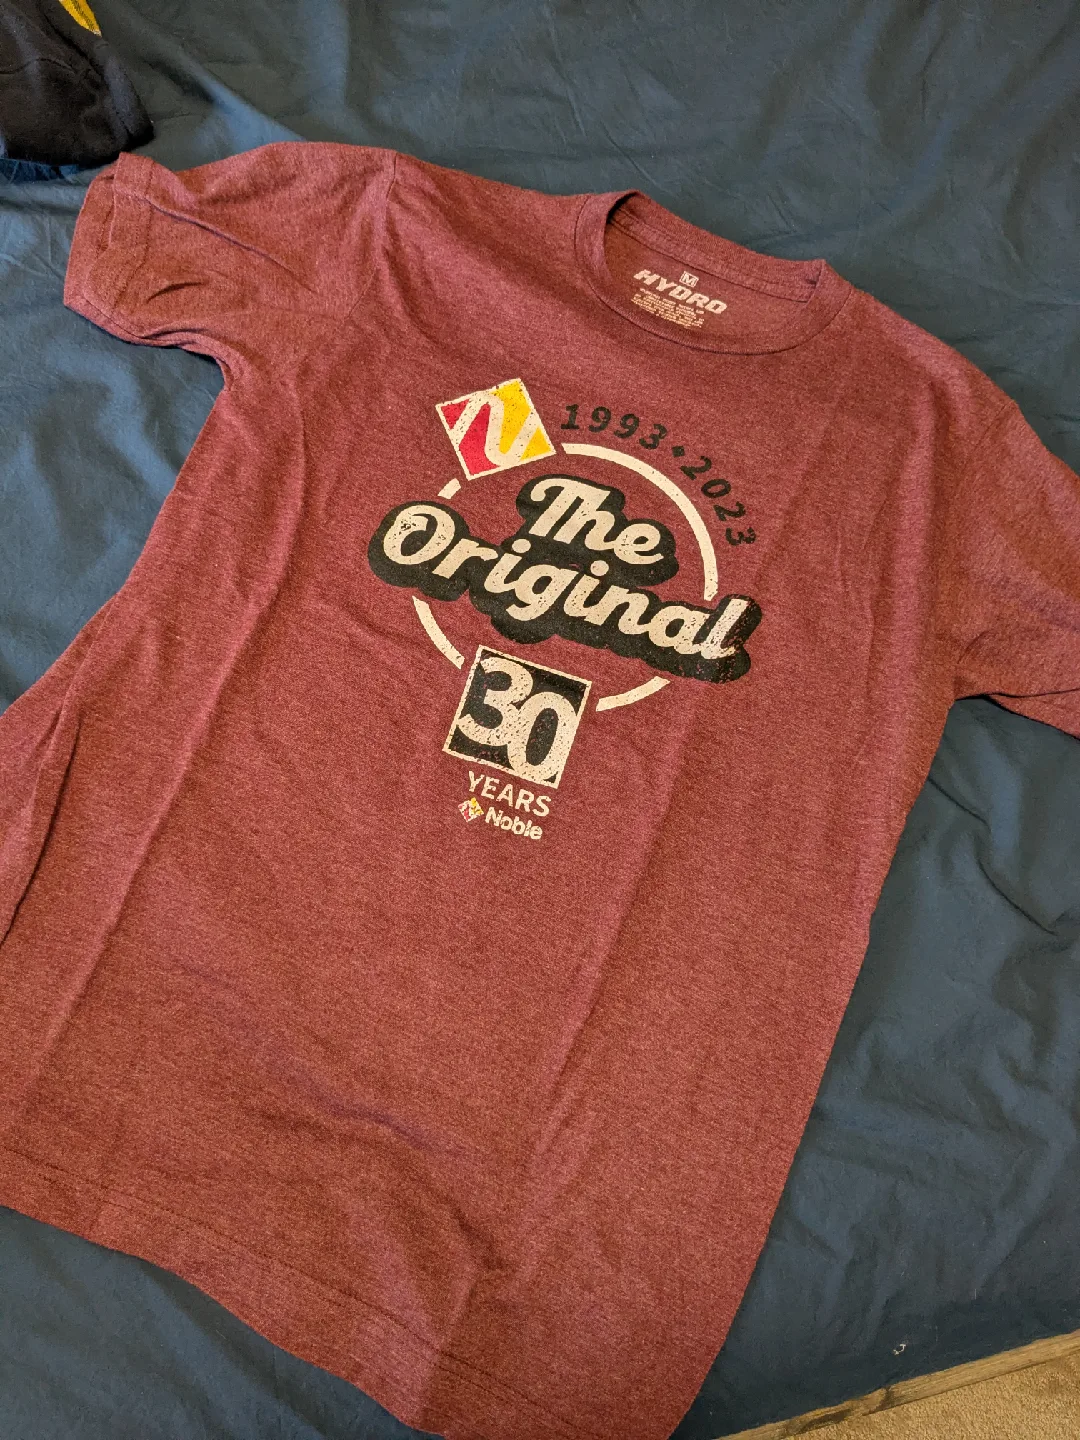 M
HYDRO
1993 • 2023
The
Original
30
YEARS
Noble